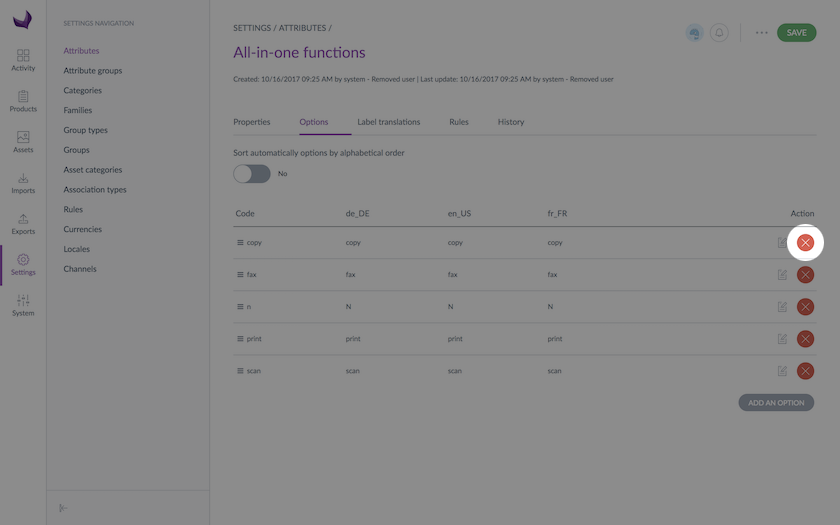 SETTINGS NAVIGATION
Attributes
Attribute groups
Categories
Families
Group types
Groups
Asset categories
Association types
Rules
Currencies
Locales
Channels
Activity
Products
Assets
Imports
Exports
Settings
System
SETTINGS / ATTRIBUTES /
All-in-one functions
SAVE
Created: 10/16/2017 09:25 AM by system - Removed user | Last update: 10/16/2017 09:25 AM by system - Removed user
Properties Options Label translations Rules History
Sort automatically options by alphabetical order
No
Code de_DE en_US fr_FR Action
copy copy copy copy
fax fax fax fax
n N N N
print print print print
scan scan scan scan
ADD AN OPTION